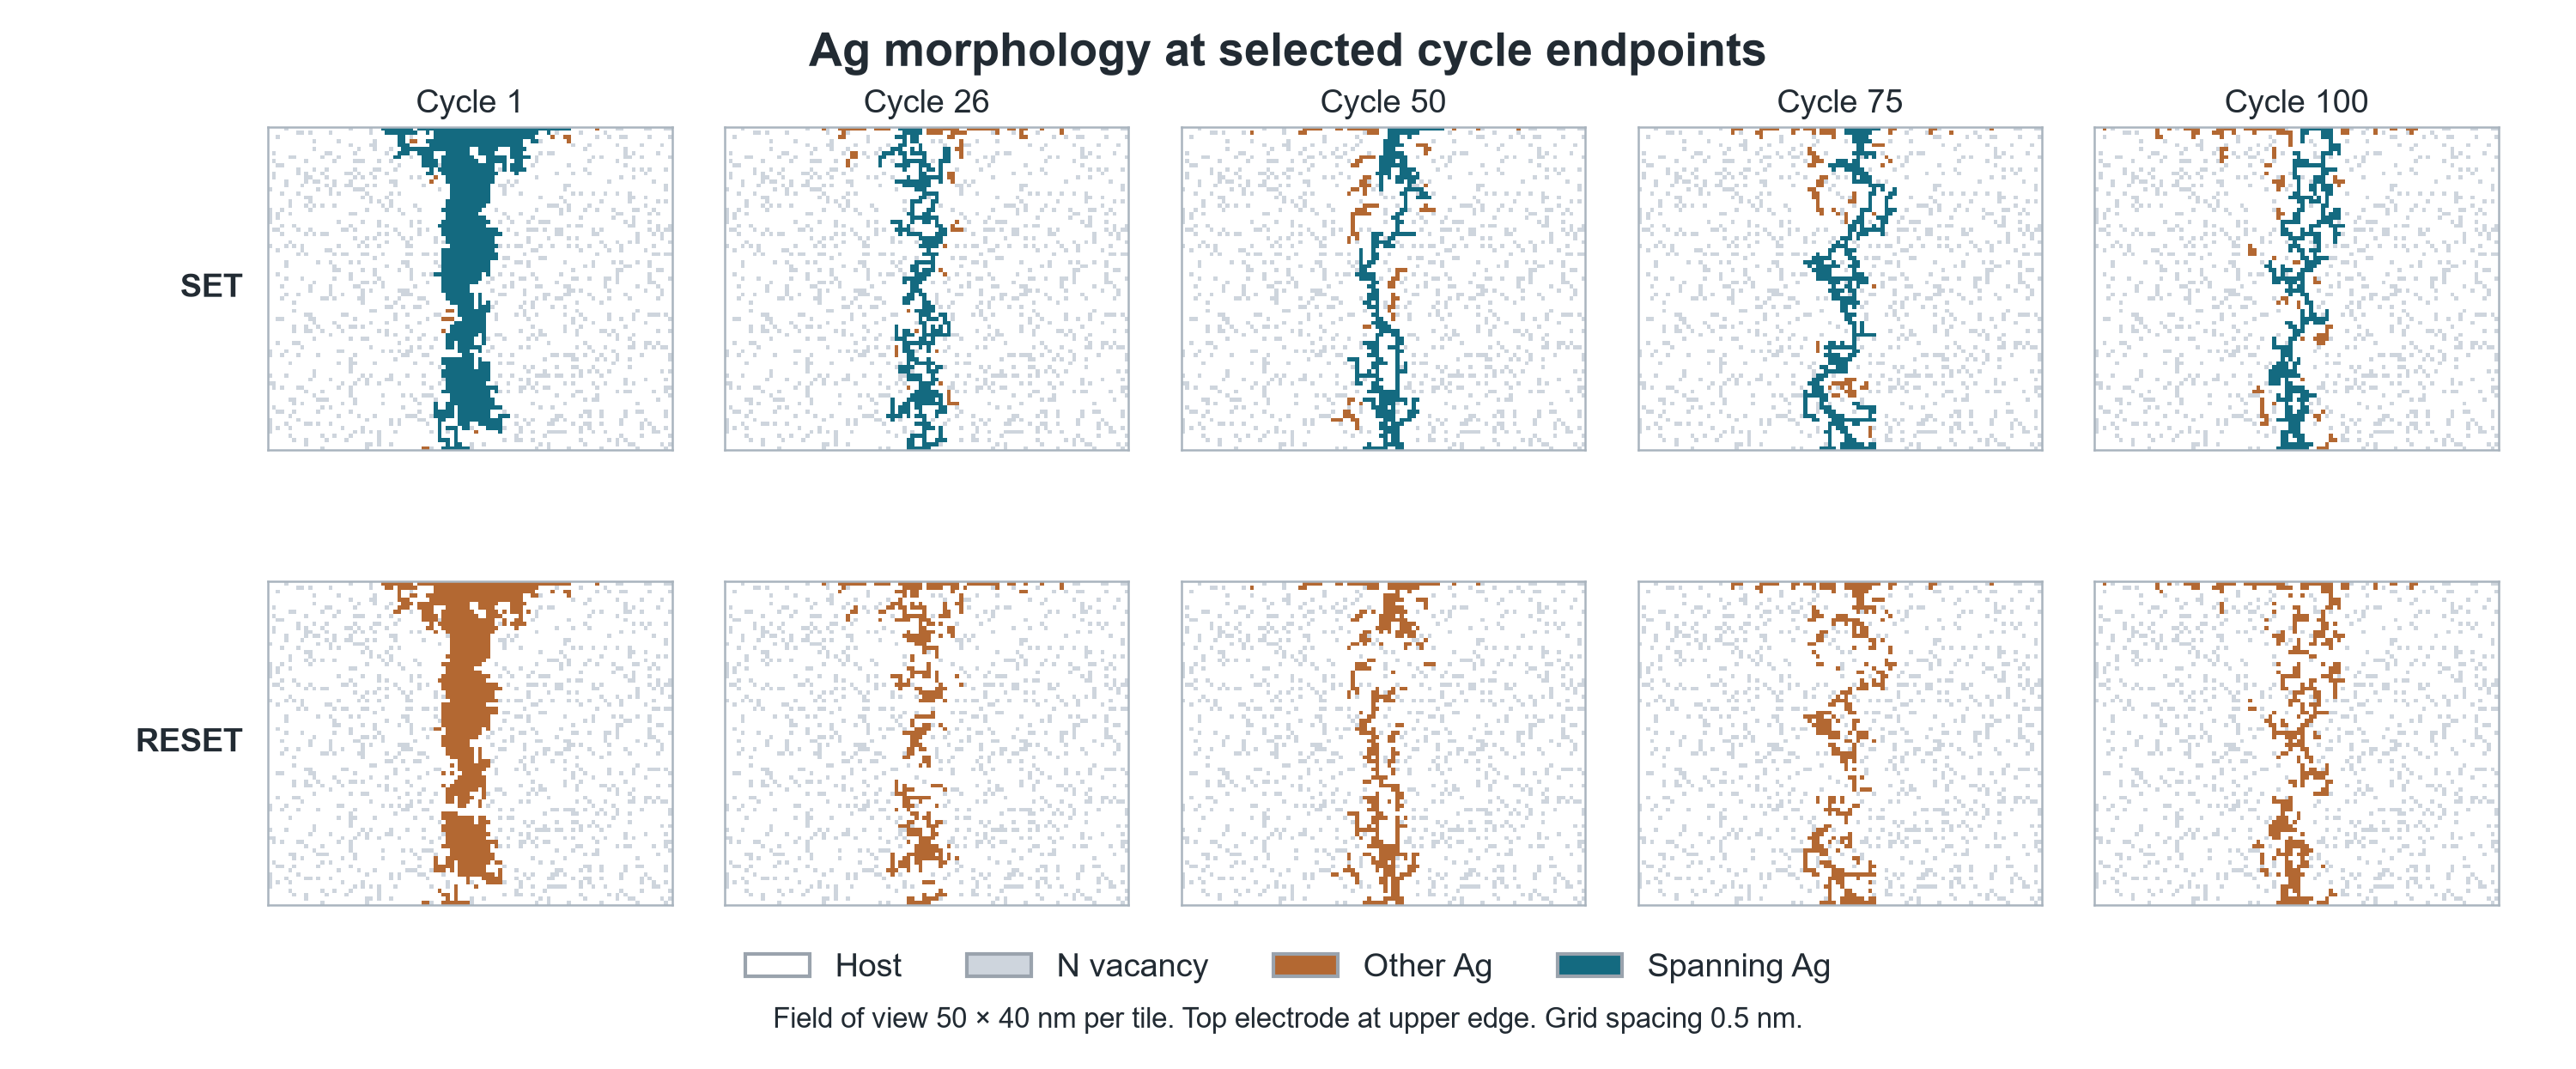 Ag morphology at selected cycle endpoints
Cycle 1
Cycle 26
Cycle 50
Cycle 75
Cycle 100
SET
RESET
Host
N vacancy
Other Ag
Spanning Ag
Field of view 50 × 40 nm per tile. Top electrode at upper edge. Grid spacing 0.5 nm.